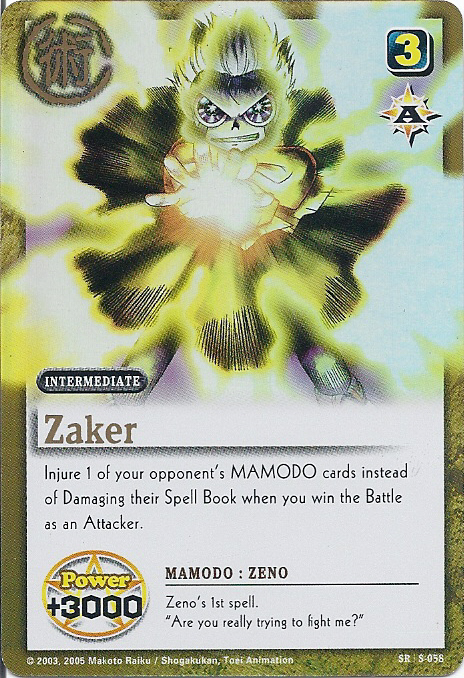 術
3
A
INTERMEDIATE
Zaker
Injure 1 of your opponent's MAMODO cards instead
of Damaging their Spell Book when you win the Battle
as an Attacker.
Power
+3000
MAMODO : ZENO
Zeno's 1st spell.
"Are you really trying to fight me?"
© 2003, 2005 Makoto Raiku / Shogakukan, Toei Animation
SR | S-058